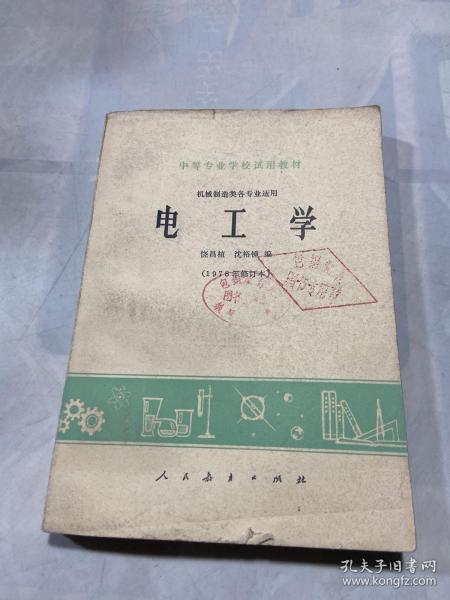 中等专业学校试用教材
机械制造类各专业适用
电工学
饶昌植 沈裕钟 编
(1978年修订本)
人民教育出版社
孔夫子旧书网
www.kongfz.com